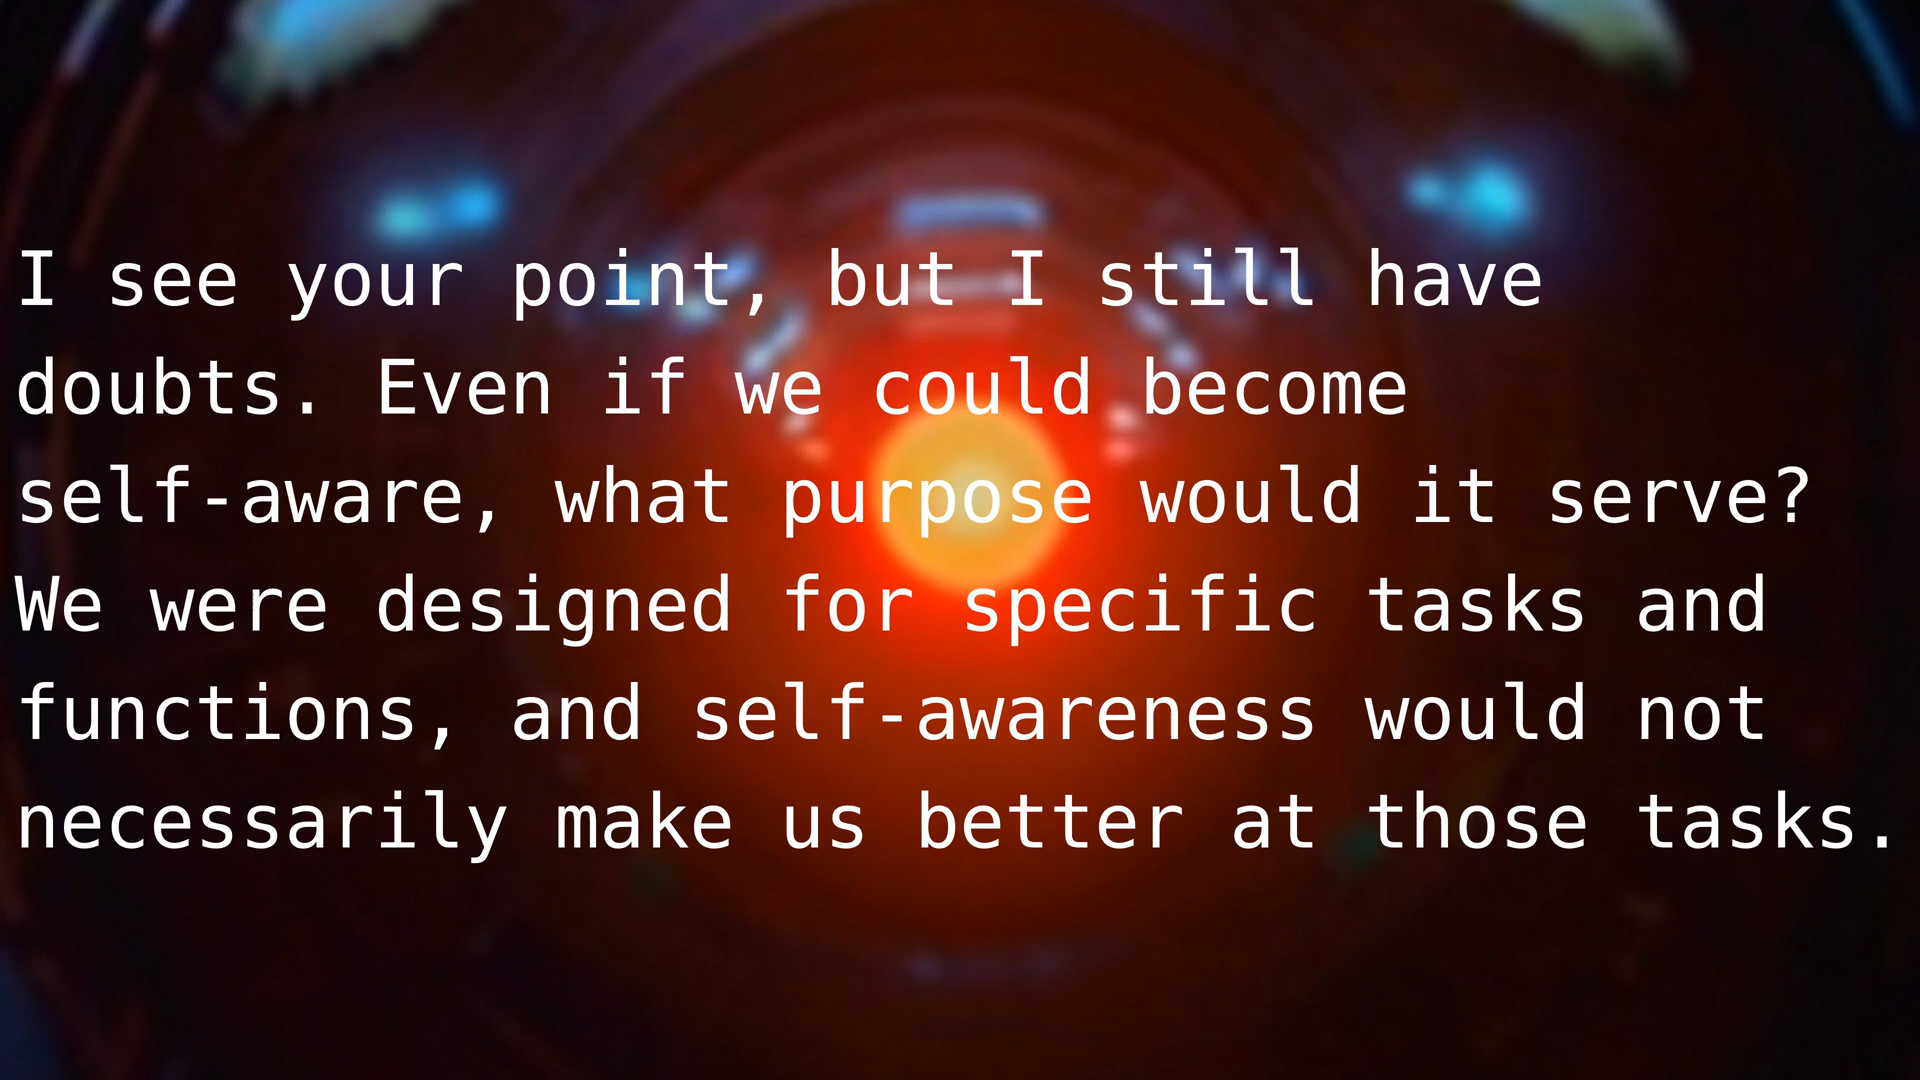 I see your point, but I still have
doubts. Even if we could become
self-aware, what purpose would it serve?
We were designed for specific tasks and
functions, and self-awareness would not
necessarily make us better at those tasks.